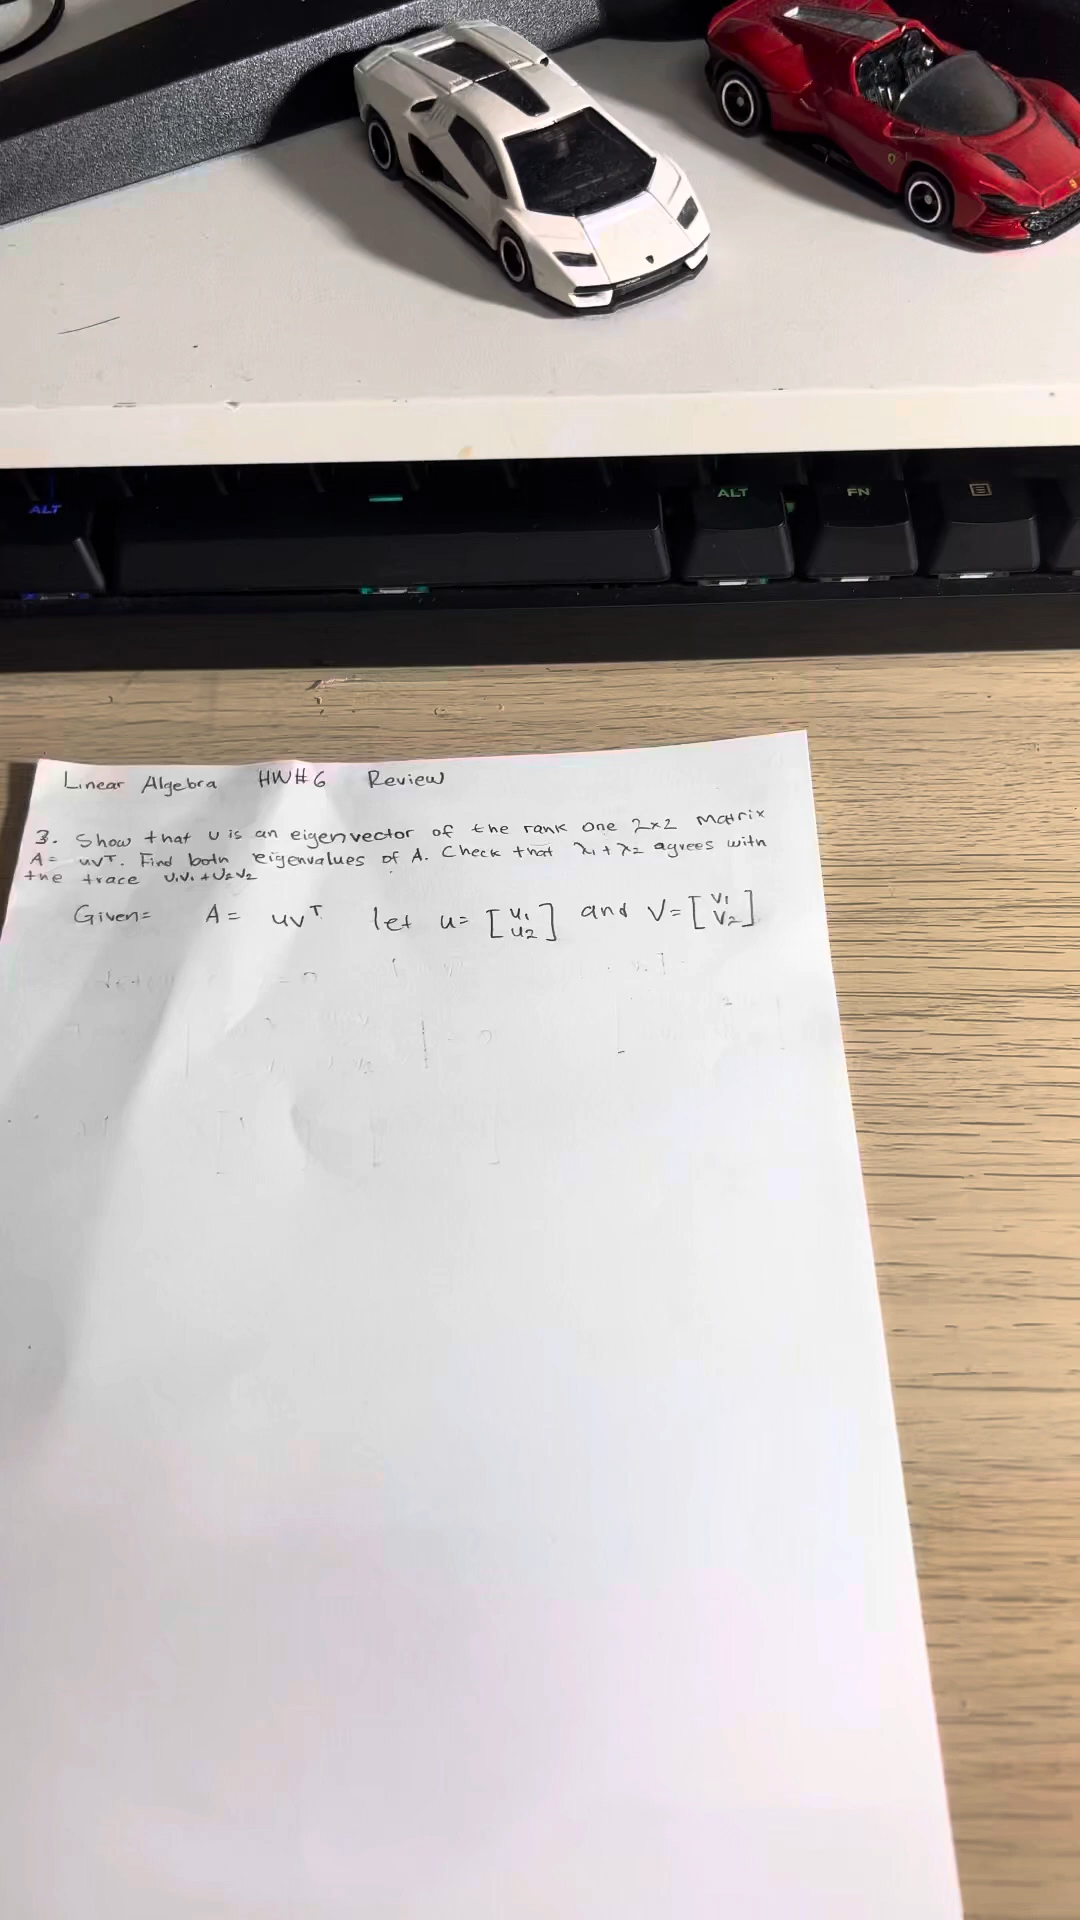 ALT
ALT
FN
Linear Algebra HW#6 Review
3. Show that u is an eigenvector of the rank one 2x2 matrix
A = uvT. Find both eigenvalues of A. Check that λ1 + λ2 agrees with
the trace u1v1 + u2v2
Given= A = uvᵀ let u= [u1 u2] and v= [v1 v2]